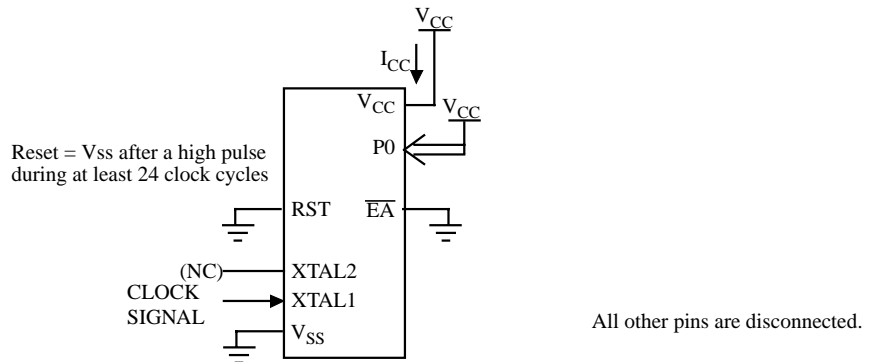 VCC
ICC
VCC
VCC
P0
Reset = Vss after a high pulse
during at least 24 clock cycles
RST
EA
(NC)
XTAL2
CLOCK
SIGNAL
XTAL1
VSS
All other pins are disconnected.